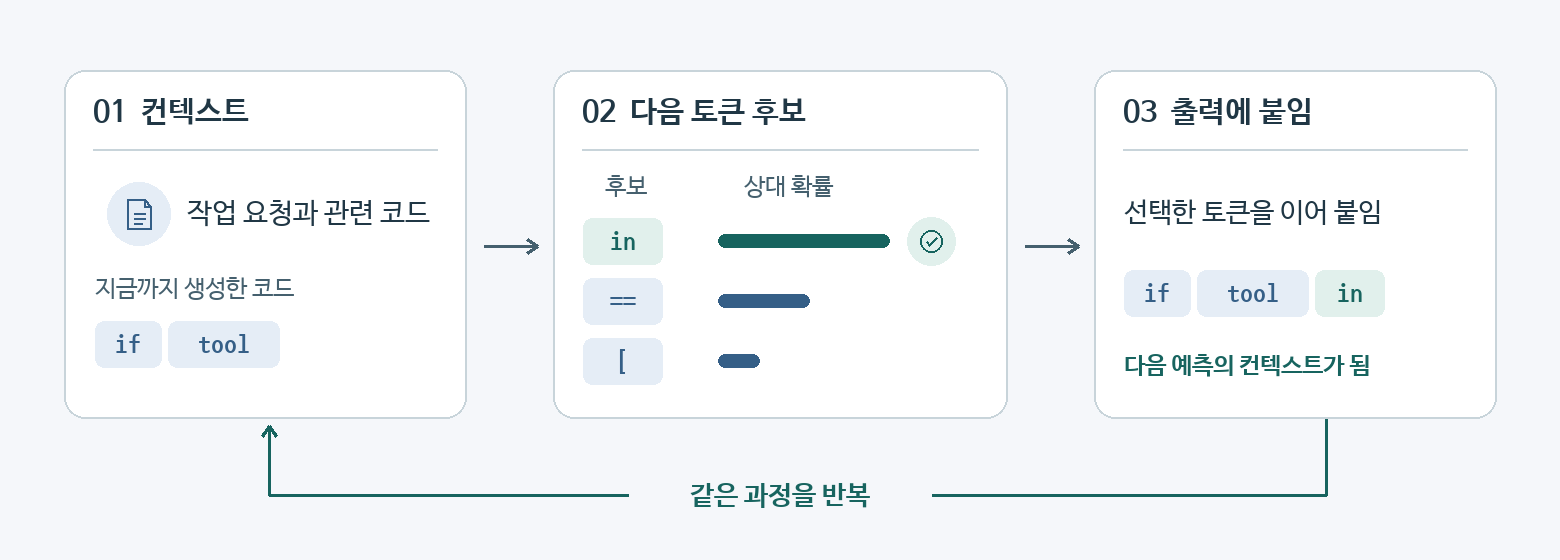 01 컨텍스트
작업 요청과 관련 코드
지금까지 생성한 코드
if tool
02 다음 토큰 후보
후보 상대 확률
in
==
[
03 출력에 붙임
선택한 토큰을 이어 붙임
if tool in
다음 예측의 컨텍스트가 됨
같은 과정을 반복